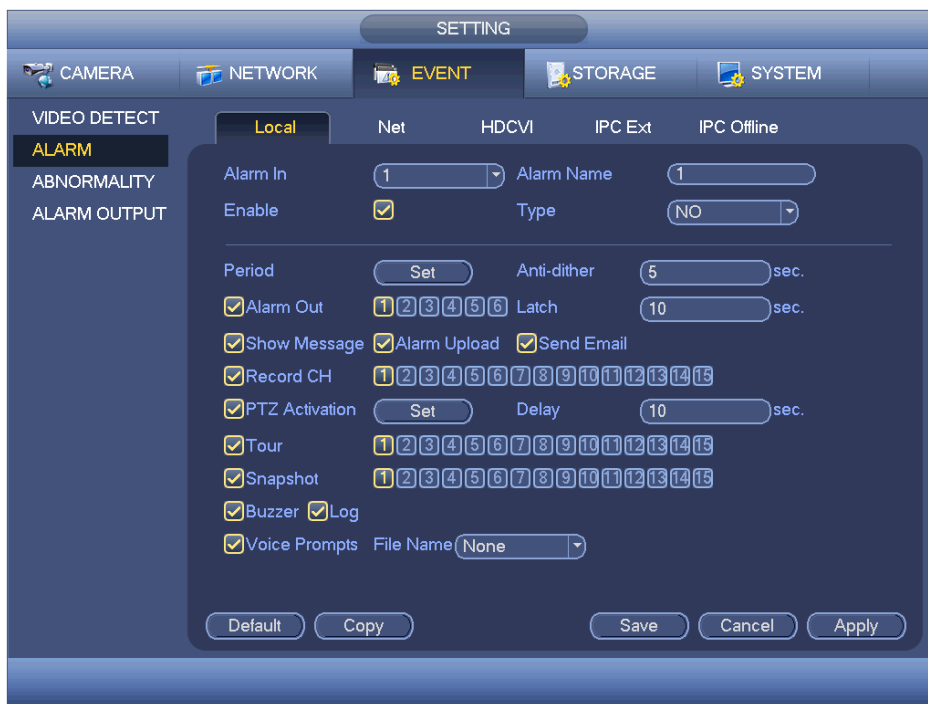 SETTING
CAMERA NETWORK EVENT STORAGE SYSTEM
VIDEO DETECT
ALARM
ABNORMALITY
ALARM OUTPUT
Local Net HDCVI IPC Ext IPC Offline
Alarm In 1 Alarm Name 1
Enable Type NO
Period Set Anti-dither 5 sec.
Alarm Out 1 2 3 4 5 6 Latch 10 sec.
Show Message Alarm Upload Send Email
Record CH 1 2 3 4 5 6 7 8 9 10 11 12 13 14 15
PTZ Activation Set Delay 10 sec.
Tour 1 2 3 4 5 6 7 8 9 10 11 12 13 14 15
Snapshot 1 2 3 4 5 6 7 8 9 10 11 12 13 14 15
Buzzer Log
Voice Prompts File Name None
Default Copy Save Cancel Apply